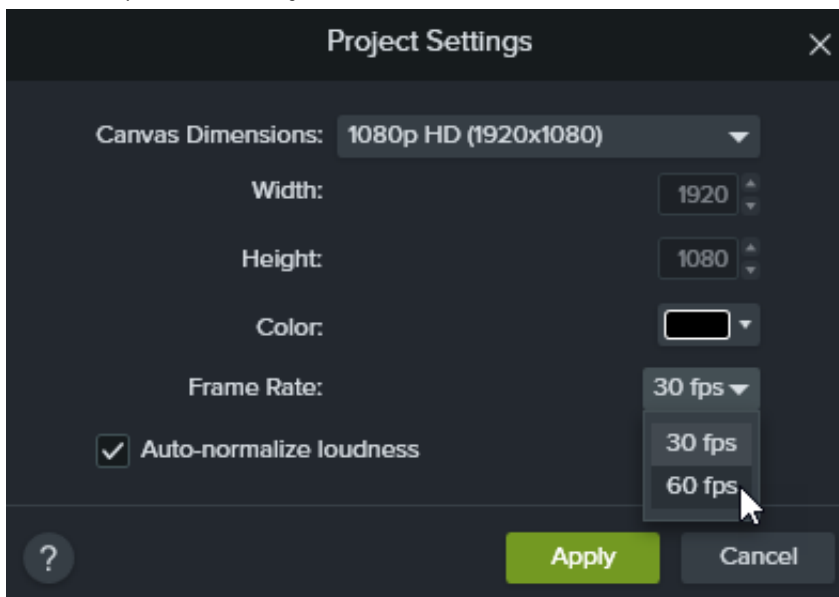 Project Settings
Canvas Dimensions: 1080p HD (1920x1080)
Width: 1920
Height: 1080
Color:
Frame Rate: 30 fps
30 fps
60 fps
Auto-normalize loudness
?
Apply Cancel